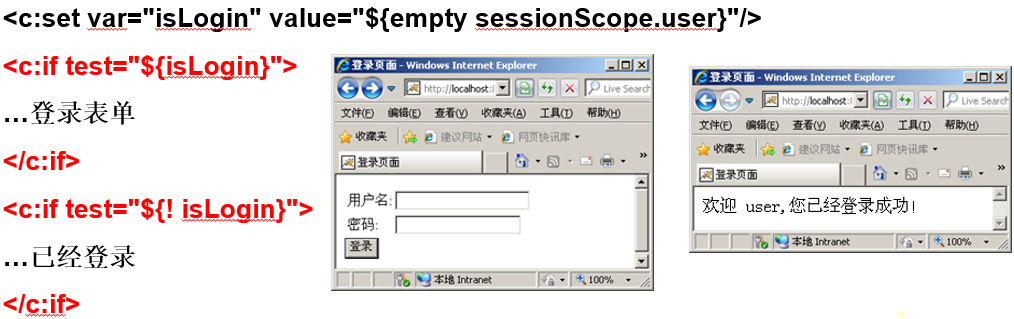 <c:set var="isLogin" value="${empty sessionScope.user}"/>
<c:if test="${isLogin}">
…登录表单
</c:if>
<c:if test="${! isLogin}">
…已经登录
</c:if>
登录页面 - Windows Internet Explorer
http://localhost:
Live Search
文件(F) 编辑(E) 查看(V) 收藏夹(A) 工具(T) 帮助(H)
收藏夹 建议网站 网页快讯库
登录页面
用户名:
密码:
登录
本地 Intranet 100%
登录页面 - Windows Internet Explorer
http://localhost:
Live Search
文件(F) 编辑(E) 查看(V) 收藏夹(A) 工具(T) 帮助(H)
收藏夹 建议网站 网页快讯库
登录页面
欢迎 user,您已经登录成功!
本地 Intranet 100%